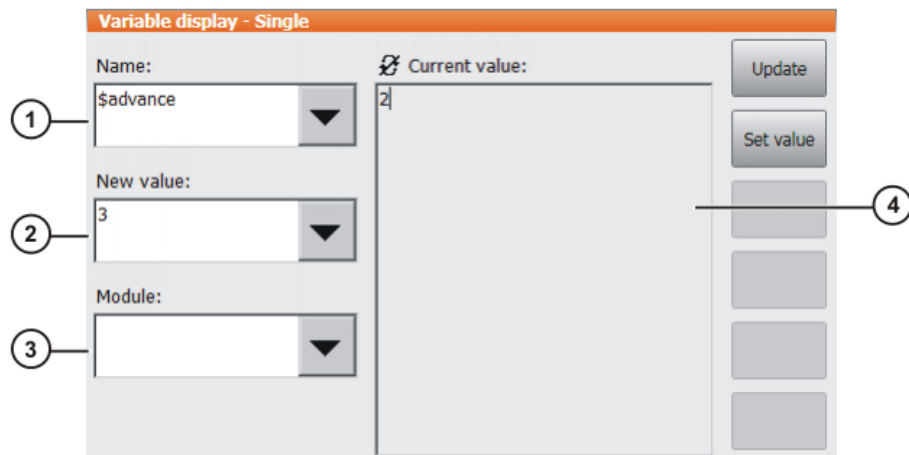 Variable display - Single
Name:
Current value:
Update
1
$advance
2
Set value
New value:
2
3
4
Module:
3